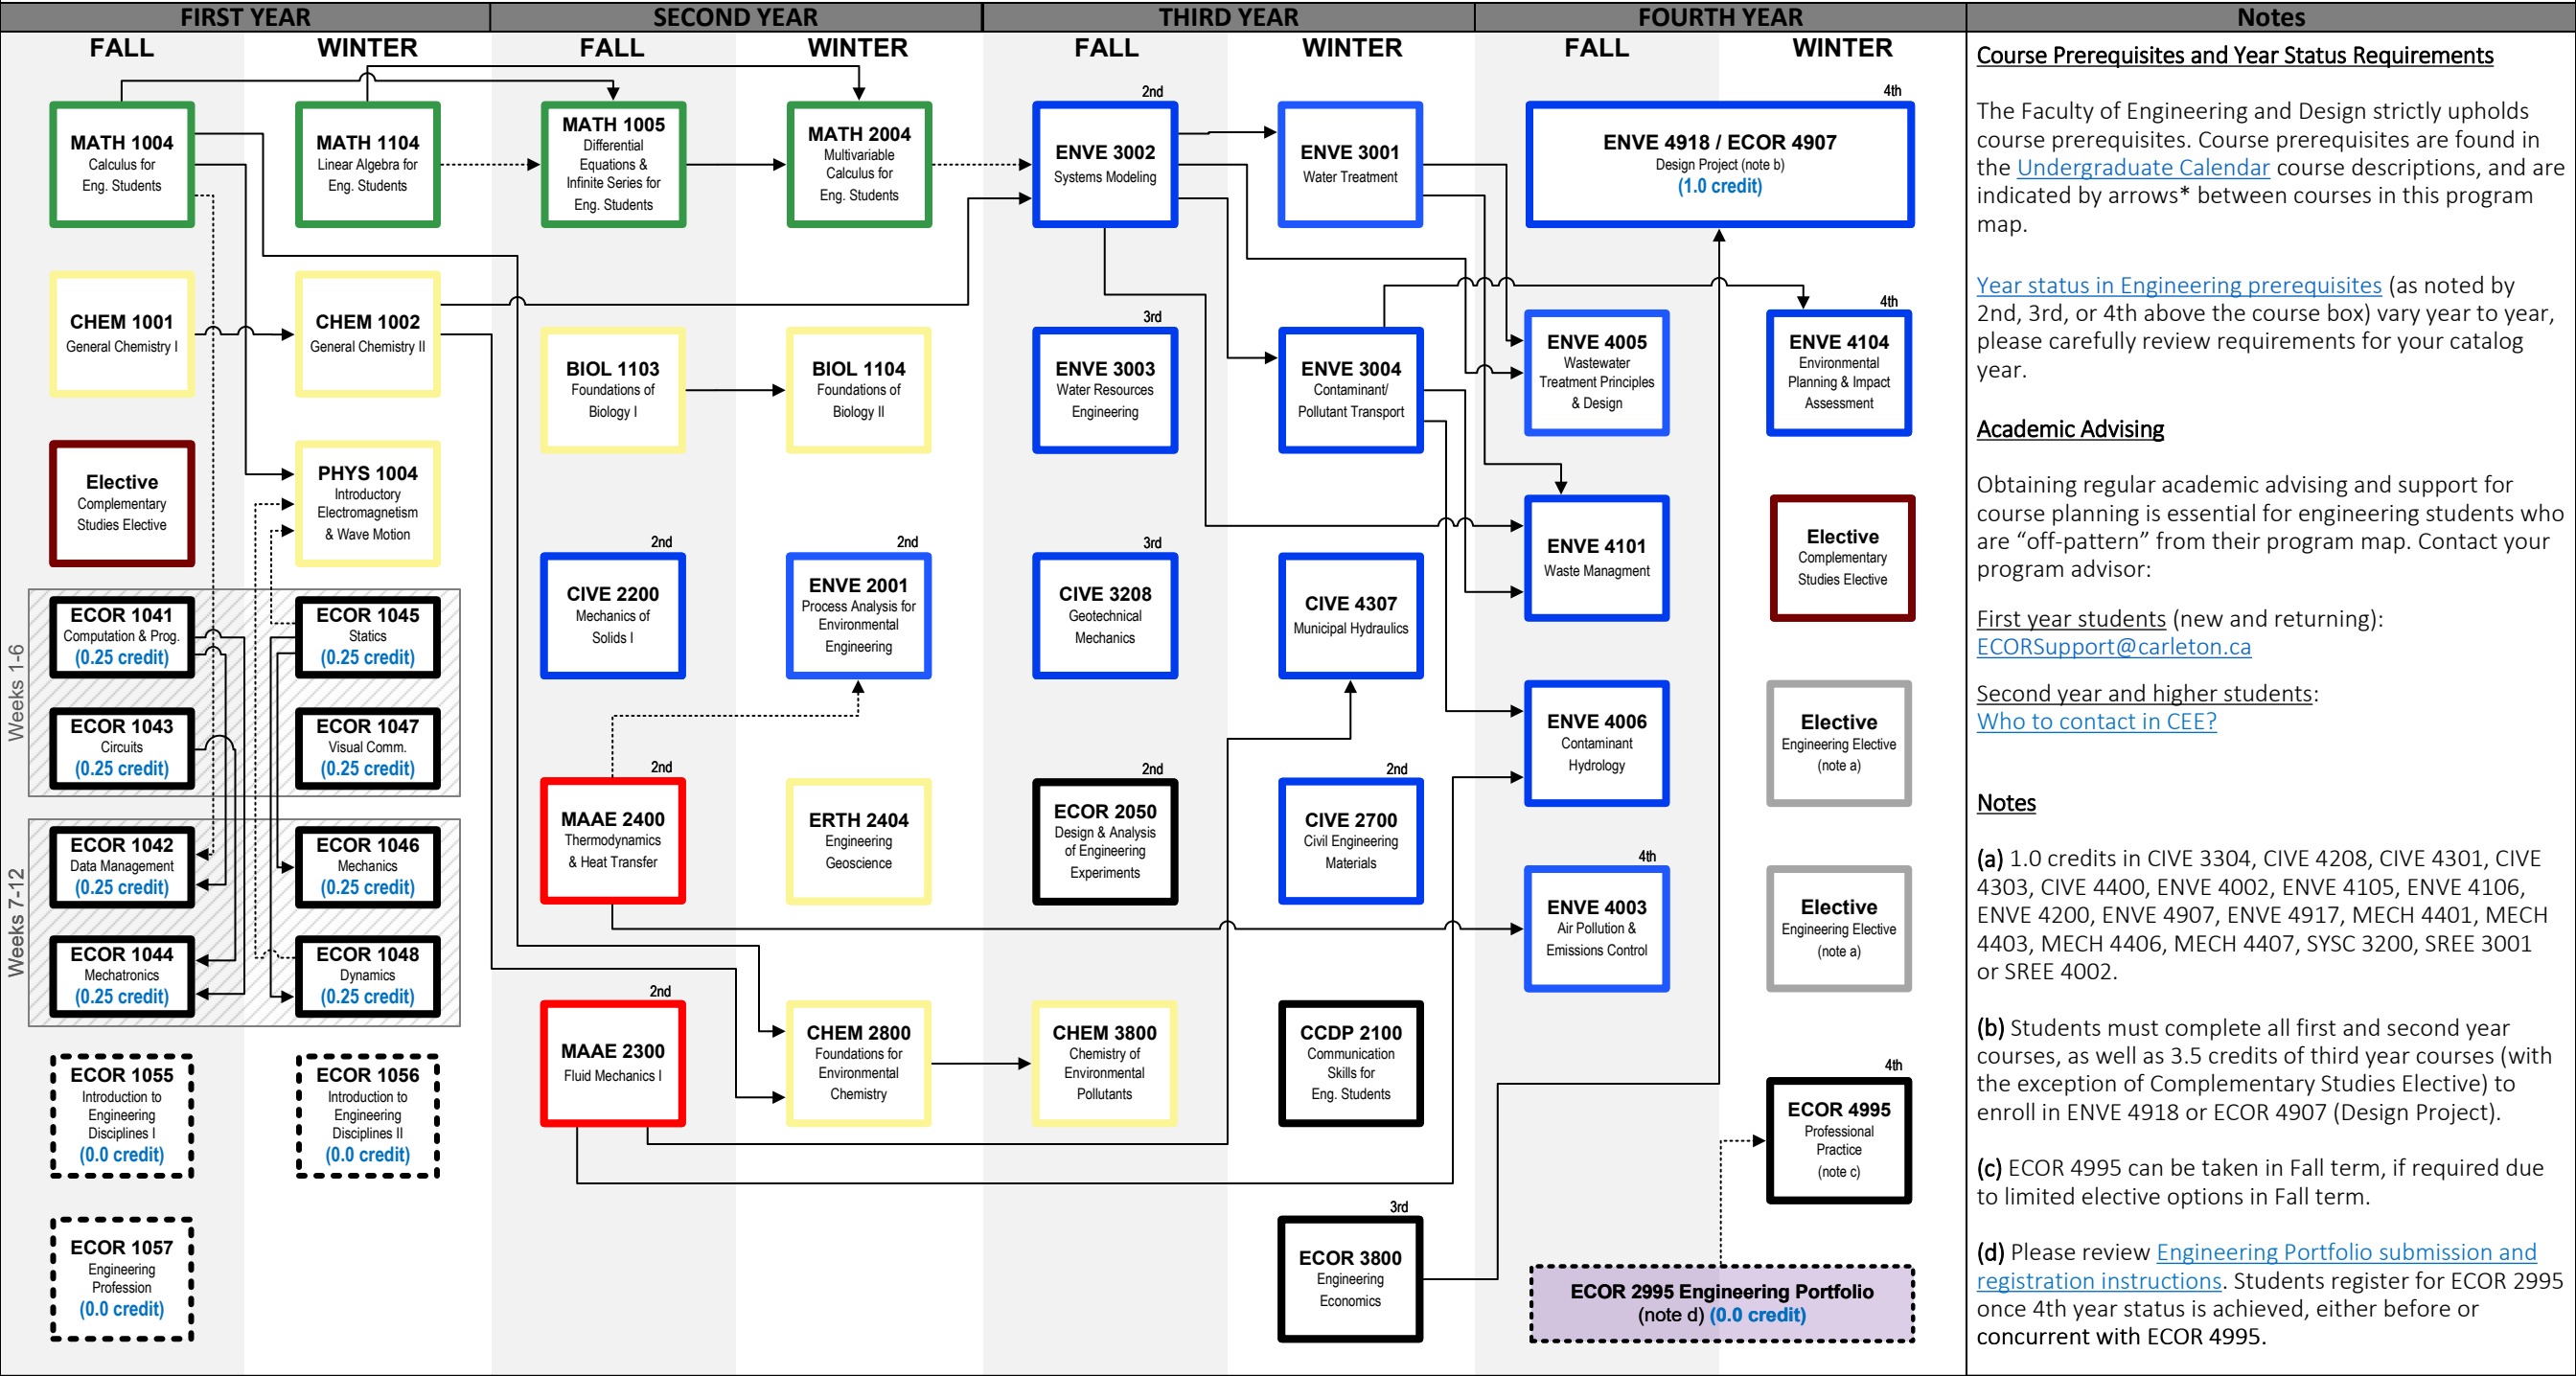 FIRST YEAR
SECOND YEAR
THIRD YEAR
FOURTH YEAR
Notes
FALL
WINTER
FALL
WINTER
FALL
WINTER
FALL
WINTER
MATH 1004
Calculus for
Eng. Students
CHEM 1001
General Chemistry I
Elective
Complementary
Studies Elective
Weeks 1-6
ECOR 1041
Computation & Prog.
(0.25 credit)
ECOR 1043
Circuits
(0.25 credit)
Weeks 7-12
ECOR 1042
Data Management
(0.25 credit)
ECOR 1044
Mechatronics
(0.25 credit)
ECOR 1055
Introduction to
Engineering
Disciplines I
(0.0 credit)
ECOR 1057
Engineering
Profession
(0.0 credit)
MATH 1104
Linear Algebra for
Eng. Students
CHEM 1002
General Chemistry II
PHYS 1004
Introductory
Electromagnetism
& Wave Motion
ECOR 1045
Statics
(0.25 credit)
ECOR 1047
Visual Comm.
(0.25 credit)
ECOR 1046
Mechanics
(0.25 credit)
ECOR 1048
Dynamics
(0.25 credit)
ECOR 1056
Introduction to
Engineering
Disciplines II
(0.0 credit)
MATH 1005
Differential
Equations &
Infinite Series for
Eng. Students
BIOL 1103
Foundations of
Biology I
2nd
CIVE 2200
Mechanics of
Solids I
2nd
MAAE 2400
Thermodynamics
& Heat Transfer
2nd
MAAE 2300
Fluid Mechanics I
MATH 2004
Multivariable
Calculus for
Eng. Students
BIOL 1104
Foundations of
Biology II
2nd
ENVE 2001
Process Analysis for
Environmental
Engineering
ERTH 2404
Engineering
Geoscience
CHEM 2800
Foundations for
Environmental
Chemistry
2nd
ENVE 3002
Systems Modeling
3rd
ENVE 3003
Water Resources
Engineering
3rd
CIVE 3208
Geotechnical
Mechanics
2nd
ECOR 2050
Design & Analysis
of Engineering
Experiments
CHEM 3800
Chemistry of
Environmental
Pollutants
ENVE 3001
Water Treatment
ENVE 3004
Contaminant/
Pollutant Transport
CIVE 4307
Municipal Hydraulics
2nd
CIVE 2700
Civil Engineering
Materials
CCDP 2100
Communication
Skills for
Eng. Students
3rd
ECOR 3800
Engineering
Economics
4th
ENVE 4918 / ECOR 4907
Design Project (note b)
(1.0 credit)
ENVE 4005
Wastewater
Treatment Principles
& Design
ENVE 4101
Waste Managment
ENVE 4006
Contaminant
Hydrology
4th
ENVE 4003
Air Pollution &
Emissions Control
4th
ENVE 4104
Environmental
Planning & Impact
Assessment
Elective
Complementary
Studies Elective
Elective
Engineering Elective
(note a)
Elective
Engineering Elective
(note a)
4th
ECOR 4995
Professional
Practice
(note c)
ECOR 2995 Engineering Portfolio
(note d) (0.0 credit)
Course Prerequisites and Year Status Requirements
The Faculty of Engineering and Design strictly upholds
course prerequisites. Course prerequisites are found in
the Undergraduate Calendar course descriptions, and are
indicated by arrows* between courses in this program
map.
Year status in Engineering prerequisites (as noted by
2nd, 3rd, or 4th above the course box) vary year to year,
please carefully review requirements for your catalog
year.
Academic Advising
Obtaining regular academic advising and support for
course planning is essential for engineering students who
are “off-pattern” from their program map. Contact your
program advisor:
First year students (new and returning):
ECORSupport@carleton.ca
Second year and higher students:
Who to contact in CEE?
Notes
(a) 1.0 credits in CIVE 3304, CIVE 4208, CIVE 4301, CIVE
4303, CIVE 4400, ENVE 4002, ENVE 4105, ENVE 4106,
ENVE 4200, ENVE 4907, ENVE 4917, MECH 4401, MECH
4403, MECH 4406, MECH 4407, SYSC 3200, SREE 3001
or SREE 4002.
(b) Students must complete all first and second year
courses, as well as 3.5 credits of third year courses (with
the exception of Complementary Studies Elective) to
enroll in ENVE 4918 or ECOR 4907 (Design Project).
(c) ECOR 4995 can be taken in Fall term, if required due
to limited elective options in Fall term.
(d) Please review Engineering Portfolio submission and
registration instructions. Students register for ECOR 2995
once 4th year status is achieved, either before or
concurrent with ECOR 4995.